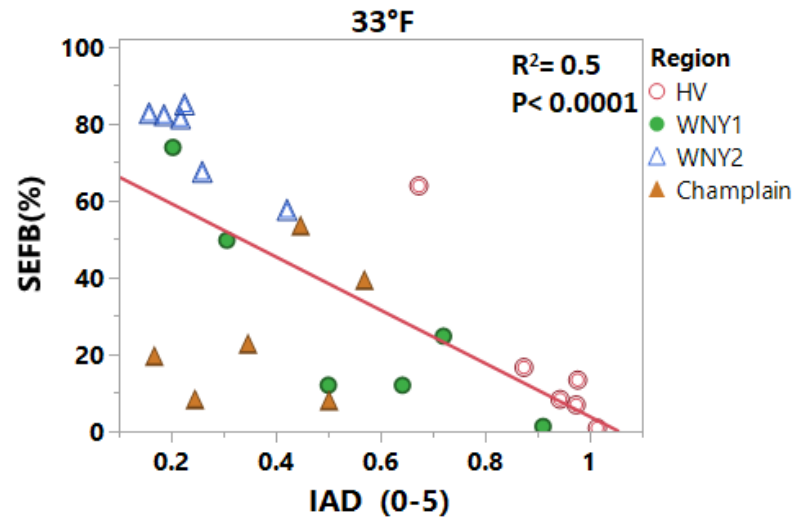 33°F
R²= 0.5
P< 0.0001
Region
HV
WNY1
WNY2
Champlain
SEFB(%)
100
80
60
40
20
0
0.2 0.4 0.6 0.8 1
IAD (0-5)